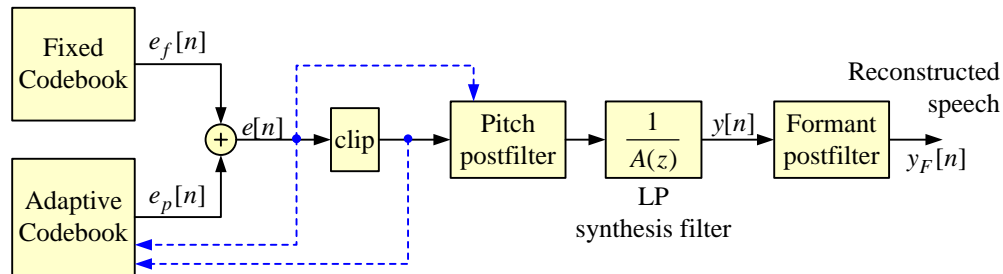 Fixed
Codebook
e_f[n]
Adaptive
Codebook
e_p[n]
+
e[n]
clip
Pitch
postfilter
1
A(z)
LP
synthesis filter
y[n]
Formant
postfilter
Reconstructed
speech
y_F[n]